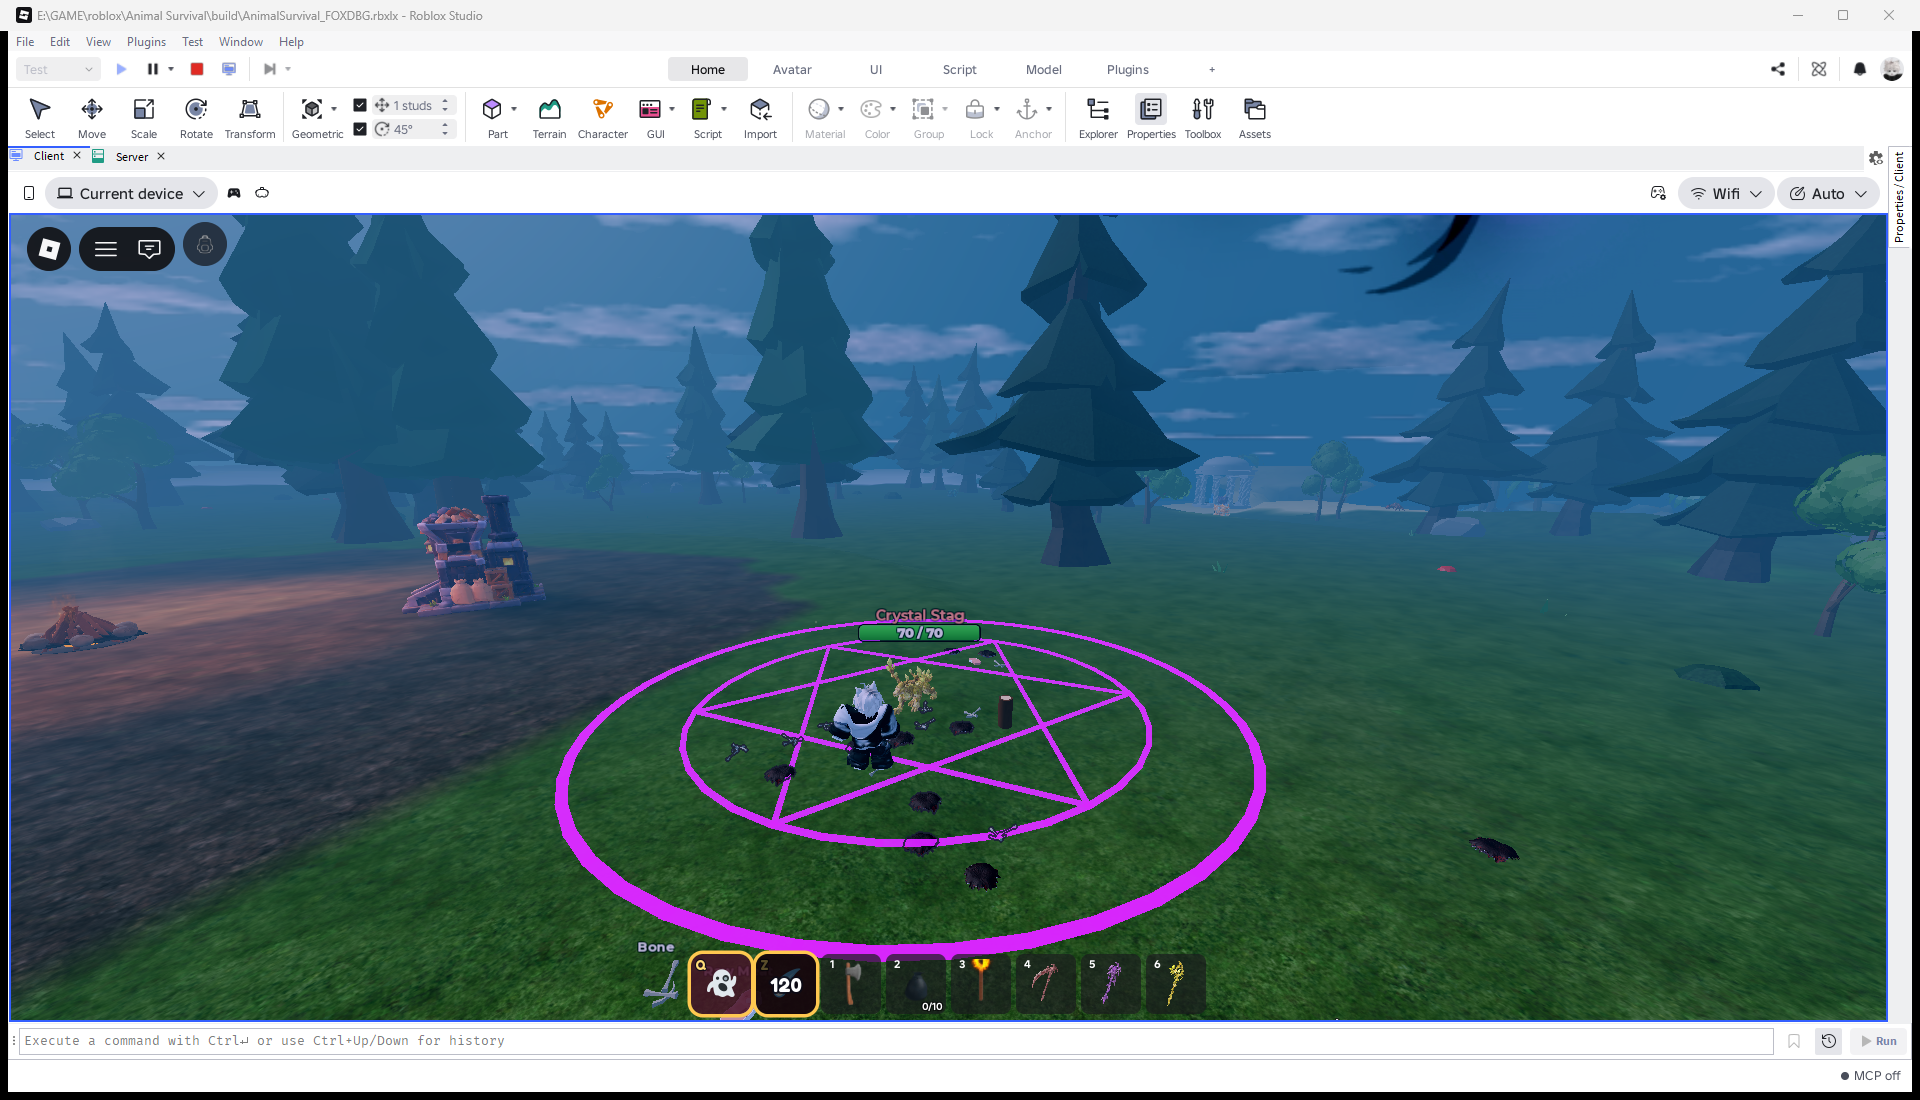 E:\GAME\roblox\Animal Survival\build\AnimalSurvival_FOXDBG.rbxlx - Roblox Studio
File Edit View Plugins Test Window Help
Test Home Avatar UI Script Model Plugins +
1 studs
45°
Select Move Scale Rotate Transform Geometric Part Terrain Character GUI Script Import Material Color Group Lock Anchor Explorer Properties Toolbox Assets
Client Server
Current device Wifi Auto
Properties / Client
Crystal Stag
70 / 70
Bone
Q Z 1 2 3 4 5 6
120
0/10
Execute a command with Ctrl↵ or use Ctrl+Up/Down for history
Run
MCP off